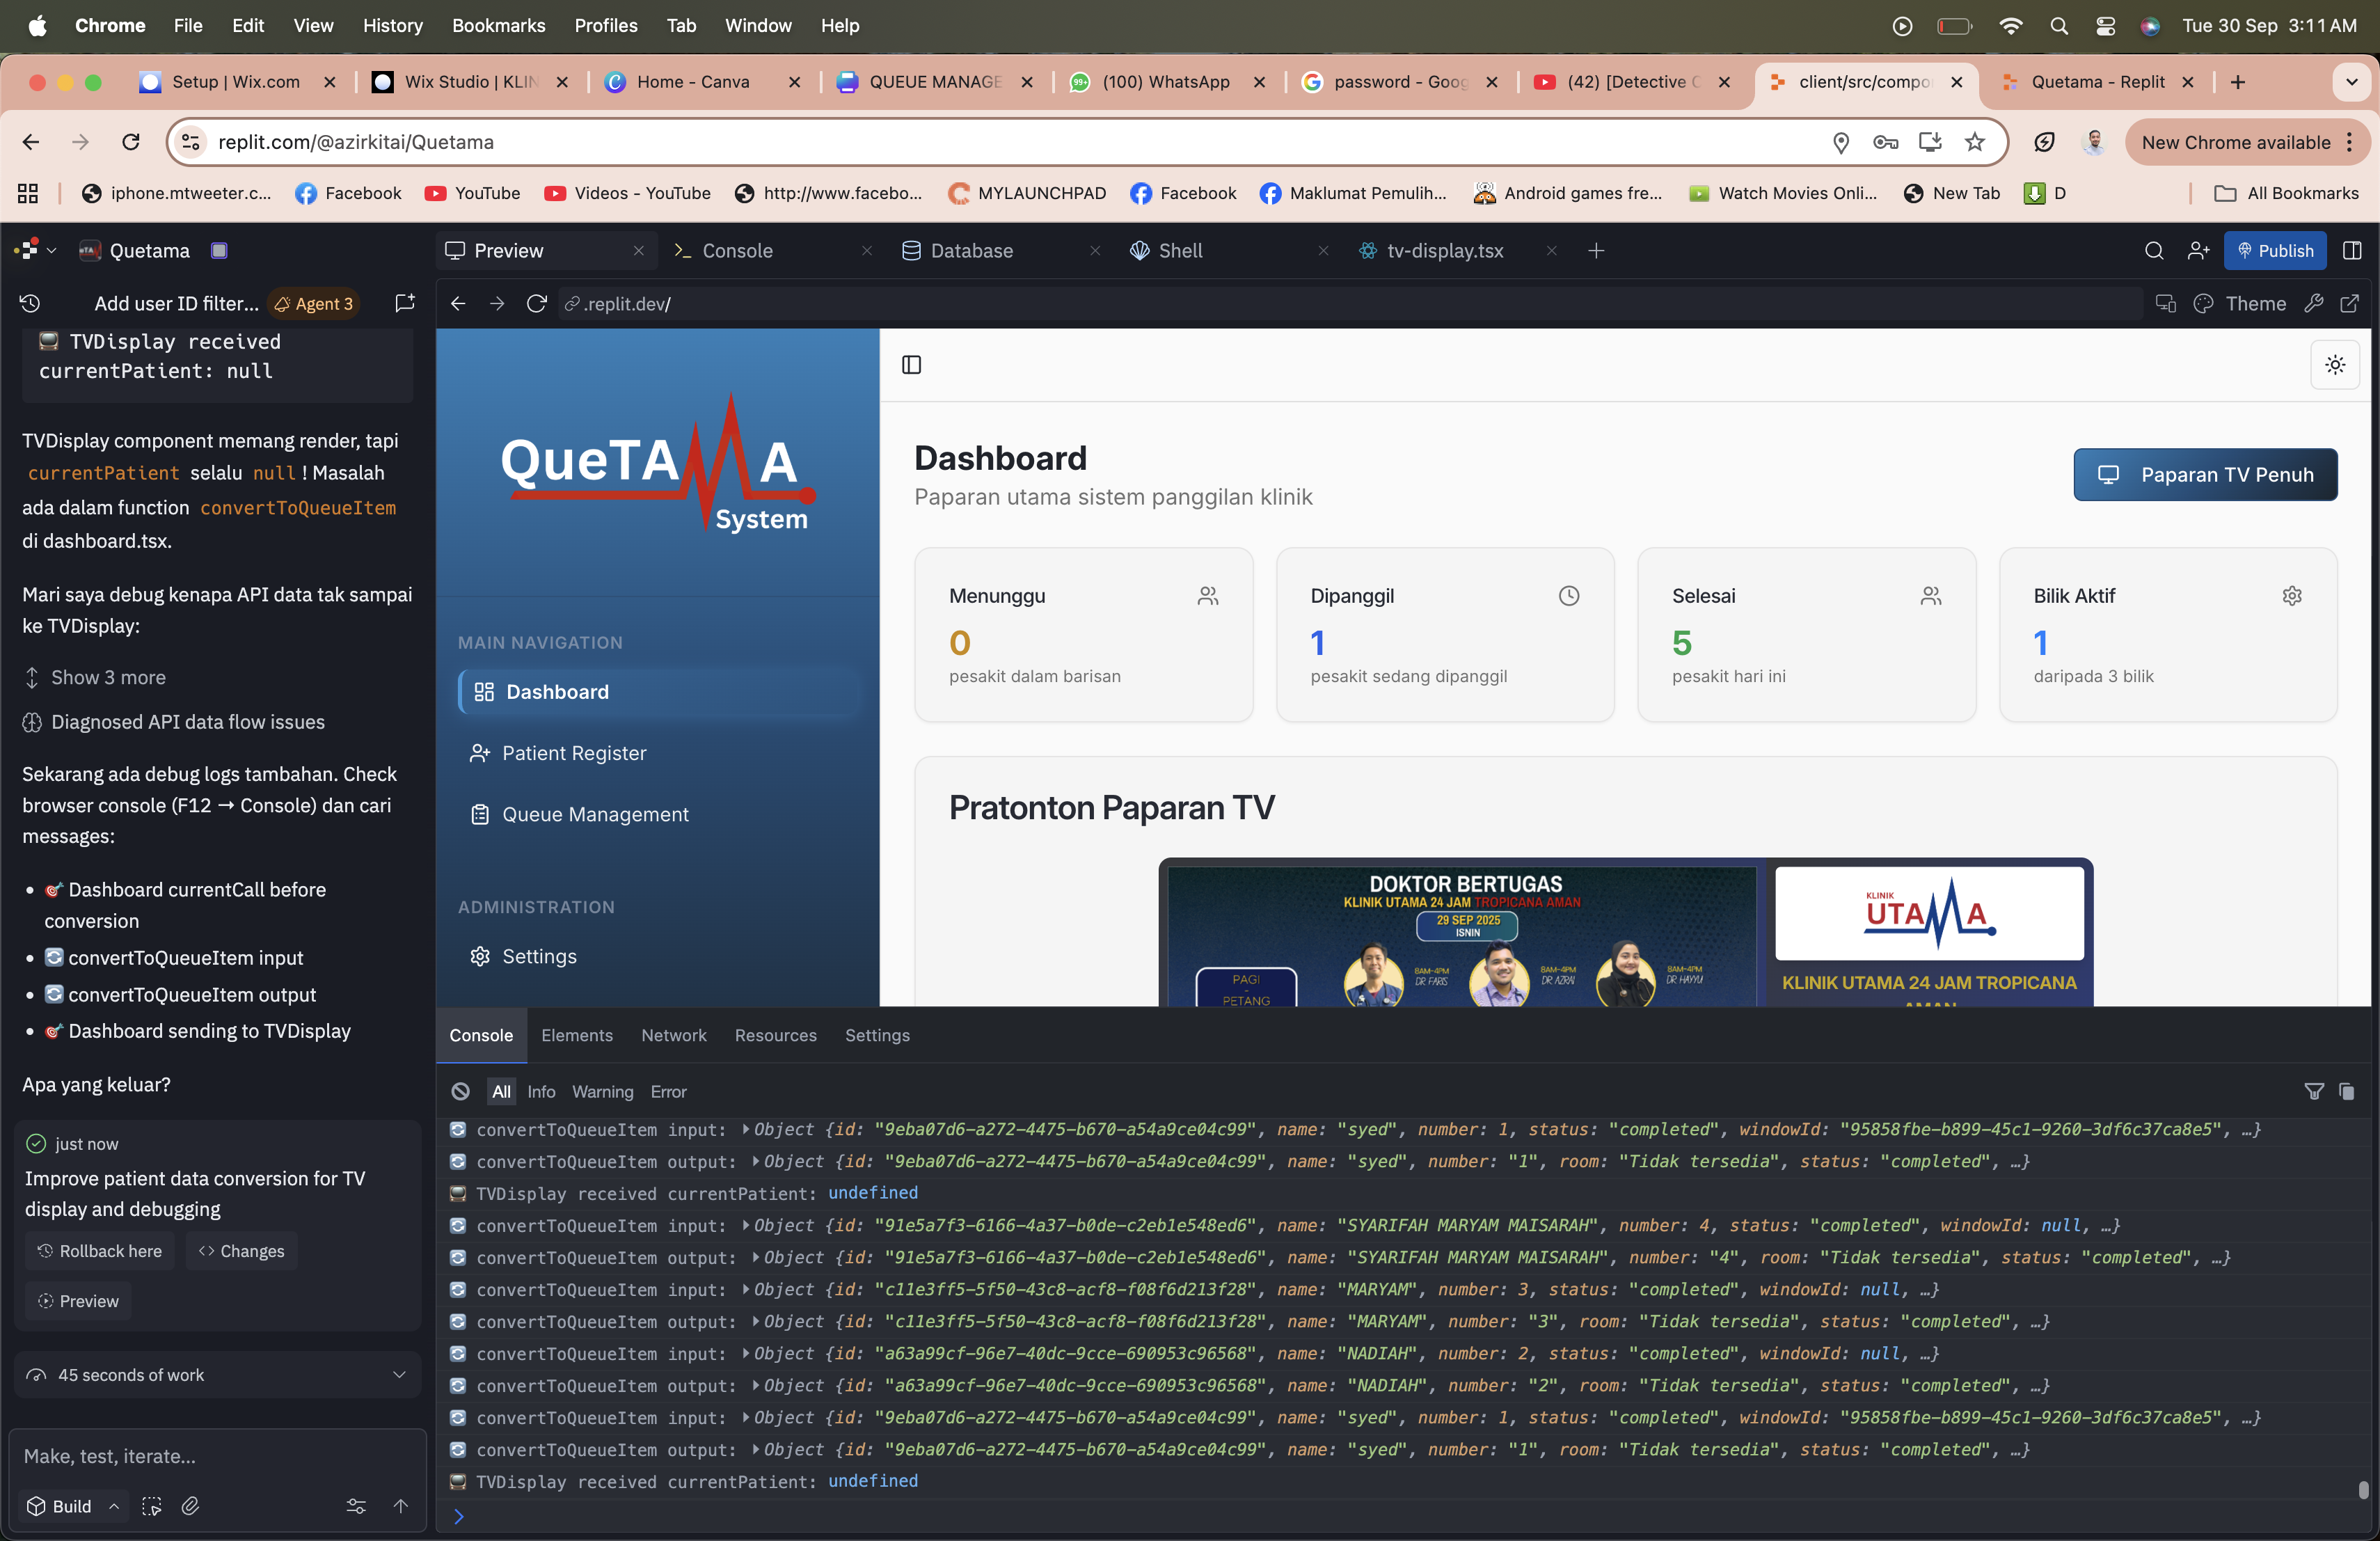 Chrome File Edit View History Bookmarks Profiles Tab Window Help Tue 30 Sep 3:11 AM
Setup | Wix.com Wix Studio | KLIN Home - Canva QUEUE MANAGE (100) WhatsApp password - Goog (42) [Detective C client/src/compo Quetama - Replit
replit.com/@azirkitai/Quetama New Chrome available
iphone.mtweeter.c... Facebook YouTube Videos - YouTube http://www.facebo... MYLAUNCHPAD Facebook Maklumat Pemulih... Android games fre... Watch Movies Onli... New Tab D All Bookmarks
Quetama Preview Console Database Shell tv-display.tsx Publish
Add user ID filter... Agent 3 .replit.dev/ Theme
TVDisplay received
currentPatient: null
TVDisplay component memang render, tapi
currentPatient selalu null ! Masalah
ada dalam function convertToQueueItem
di dashboard.tsx.
Mari saya debug kenapa API data tak sampai
ke TVDisplay:
Show 3 more
Diagnosed API data flow issues
Sekarang ada debug logs tambahan. Check
browser console (F12 → Console) dan cari
messages:
• 🎯 Dashboard currentCall before
conversion
• 🔄 convertToQueueItem input
• 🔄 convertToQueueItem output
• 🎯 Dashboard sending to TVDisplay
Apa yang keluar?
just now
Improve patient data conversion for TV
display and debugging
Rollback here Changes
Preview
45 seconds of work
Make, test, iterate...
Build
QueTAMA
System
MAIN NAVIGATION
Dashboard
Patient Register
Queue Management
ADMINISTRATION
Settings
Dashboard
Paparan utama sistem panggilan klinik
Paparan TV Penuh
Menunggu
0
pesakit dalam barisan
Dipanggil
1
pesakit sedang dipanggil
Selesai
5
pesakit hari ini
Bilik Aktif
1
daripada 3 bilik
Pratonton Paparan TV
DOKTOR BERTUGAS
KLINIK UTAMA 24 JAM TROPICANA AMAN
29 SEP 2025
ISNIN
PAGI
-
PETANG
8AM-4PM
DR FARIS
8AM-4PM
DR AZRAI
8AM-4PM
DR HAYYU
KLINIK
UTAMA
KLINIK UTAMA 24 JAM TROPICANA
AMAN
Console Elements Network Resources Settings
All Info Warning Error
convertToQueueItem input: Object {id: "9eba07d6-a272-4475-b670-a54a9ce04c99", name: "syed", number: 1, status: "completed", windowId: "95858fbe-b899-45c1-9260-3df6c37ca8e5", …}
convertToQueueItem output: Object {id: "9eba07d6-a272-4475-b670-a54a9ce04c99", name: "syed", number: "1", room: "Tidak tersedia", status: "completed", …}
TVDisplay received currentPatient: undefined
convertToQueueItem input: Object {id: "91e5a7f3-6166-4a37-b0de-c2eb1e548ed6", name: "SYARIFAH MARYAM MAISARAH", number: 4, status: "completed", windowId: null, …}
convertToQueueItem output: Object {id: "91e5a7f3-6166-4a37-b0de-c2eb1e548ed6", name: "SYARIFAH MARYAM MAISARAH", number: "4", room: "Tidak tersedia", status: "completed", …}
convertToQueueItem input: Object {id: "c11e3ff5-5f50-43c8-acf8-f08f6d213f28", name: "MARYAM", number: 3, status: "completed", windowId: null, …}
convertToQueueItem output: Object {id: "c11e3ff5-5f50-43c8-acf8-f08f6d213f28", name: "MARYAM", number: "3", room: "Tidak tersedia", status: "completed", …}
convertToQueueItem input: Object {id: "a63a99cf-96e7-40dc-9cce-690953c96568", name: "NADIAH", number: 2, status: "completed", windowId: null, …}
convertToQueueItem output: Object {id: "a63a99cf-96e7-40dc-9cce-690953c96568", name: "NADIAH", number: "2", room: "Tidak tersedia", status: "completed", …}
convertToQueueItem input: Object {id: "9eba07d6-a272-4475-b670-a54a9ce04c99", name: "syed", number: 1, status: "completed", windowId: "95858fbe-b899-45c1-9260-3df6c37ca8e5", …}
convertToQueueItem output: Object {id: "9eba07d6-a272-4475-b670-a54a9ce04c99", name: "syed", number: "1", room: "Tidak tersedia", status: "completed", …}
TVDisplay received currentPatient: undefined